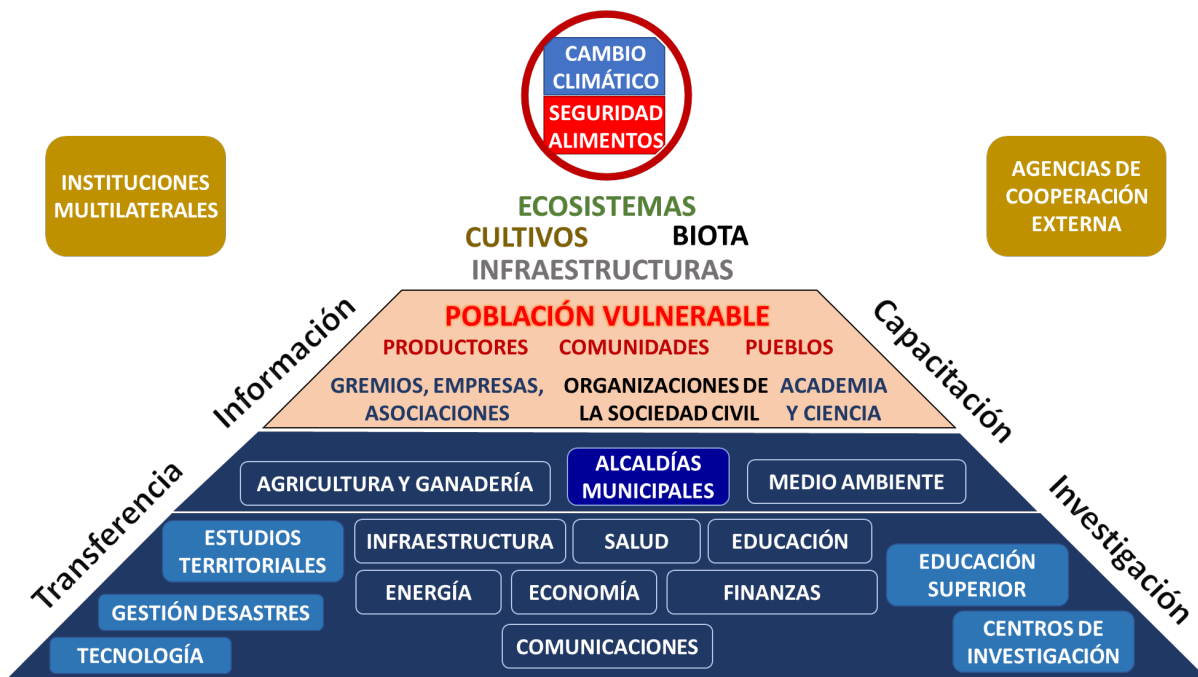 CAMBIO
CLIMÁTICO
SEGURIDAD
ALIMENTOS
INSTITUCIONES
MULTILATERALES
AGENCIAS DE
COOPERACIÓN
EXTERNA
ECOSISTEMAS
CULTIVOS BIOTA
INFRAESTRUCTURAS
Información
Capacitación
POBLACIÓN VULNERABLE
PRODUCTORES COMUNIDADES PUEBLOS
GREMIOS, EMPRESAS,
ASOCIACIONES
ORGANIZACIONES DE
LA SOCIEDAD CIVIL
ACADEMIA
Y CIENCIA
Transferencia
Investigación
AGRICULTURA Y GANADERÍA
ALCALDÍAS
MUNICIPALES
MEDIO AMBIENTE
ESTUDIOS
TERRITORIALES
INFRAESTRUCTURA
SALUD
EDUCACIÓN
EDUCACIÓN
SUPERIOR
ENERGÍA
ECONOMÍA
FINANZAS
GESTIÓN DESASTRES
TECNOLOGÍA
COMUNICACIONES
CENTROS DE
INVESTIGACIÓN